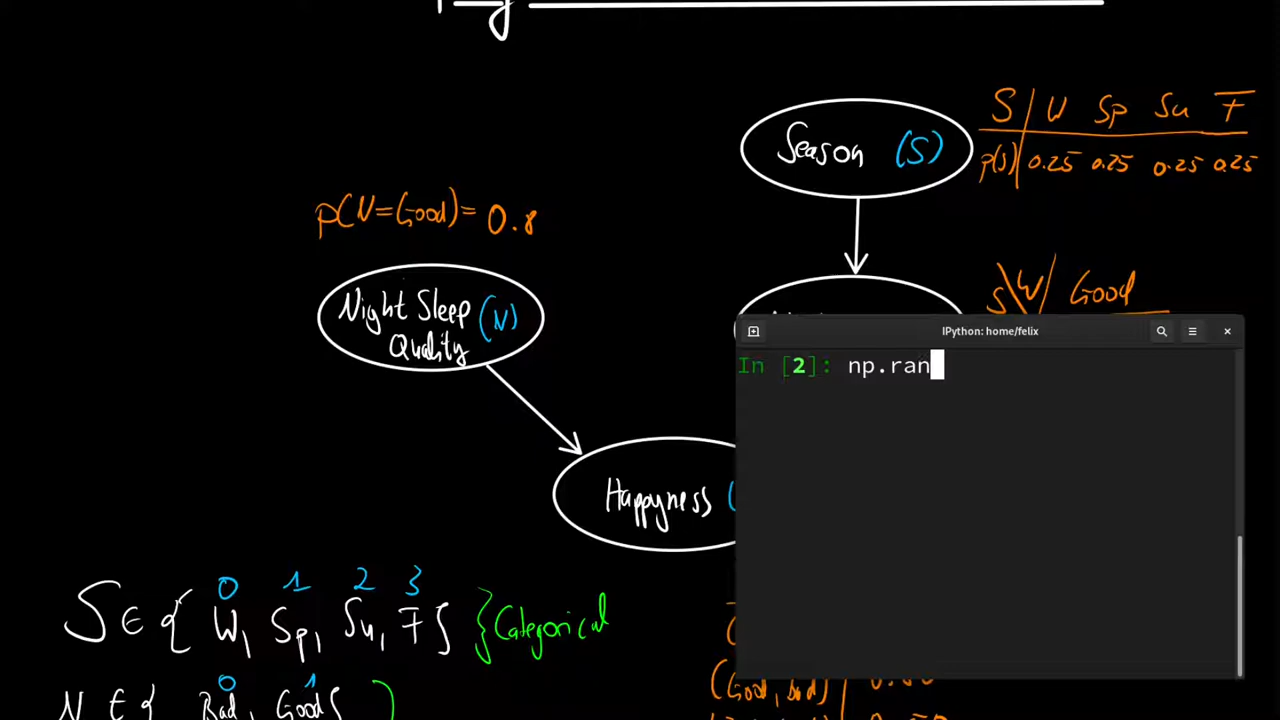 S | W Sp Su F
p(S) | 0.25 0.25 0.25 0.25
Season (S)
p(N=Good)= 0.8
S\W | Good
Night Sleep (N)
Quality
IPython: home/felix
In [2]: np.ran
Happyness (
0 1 2 3
S ∈ { W, Sp, Su, F } } Categorical
0 1
N ∈ { Bad, Good }
(Good, bad) |